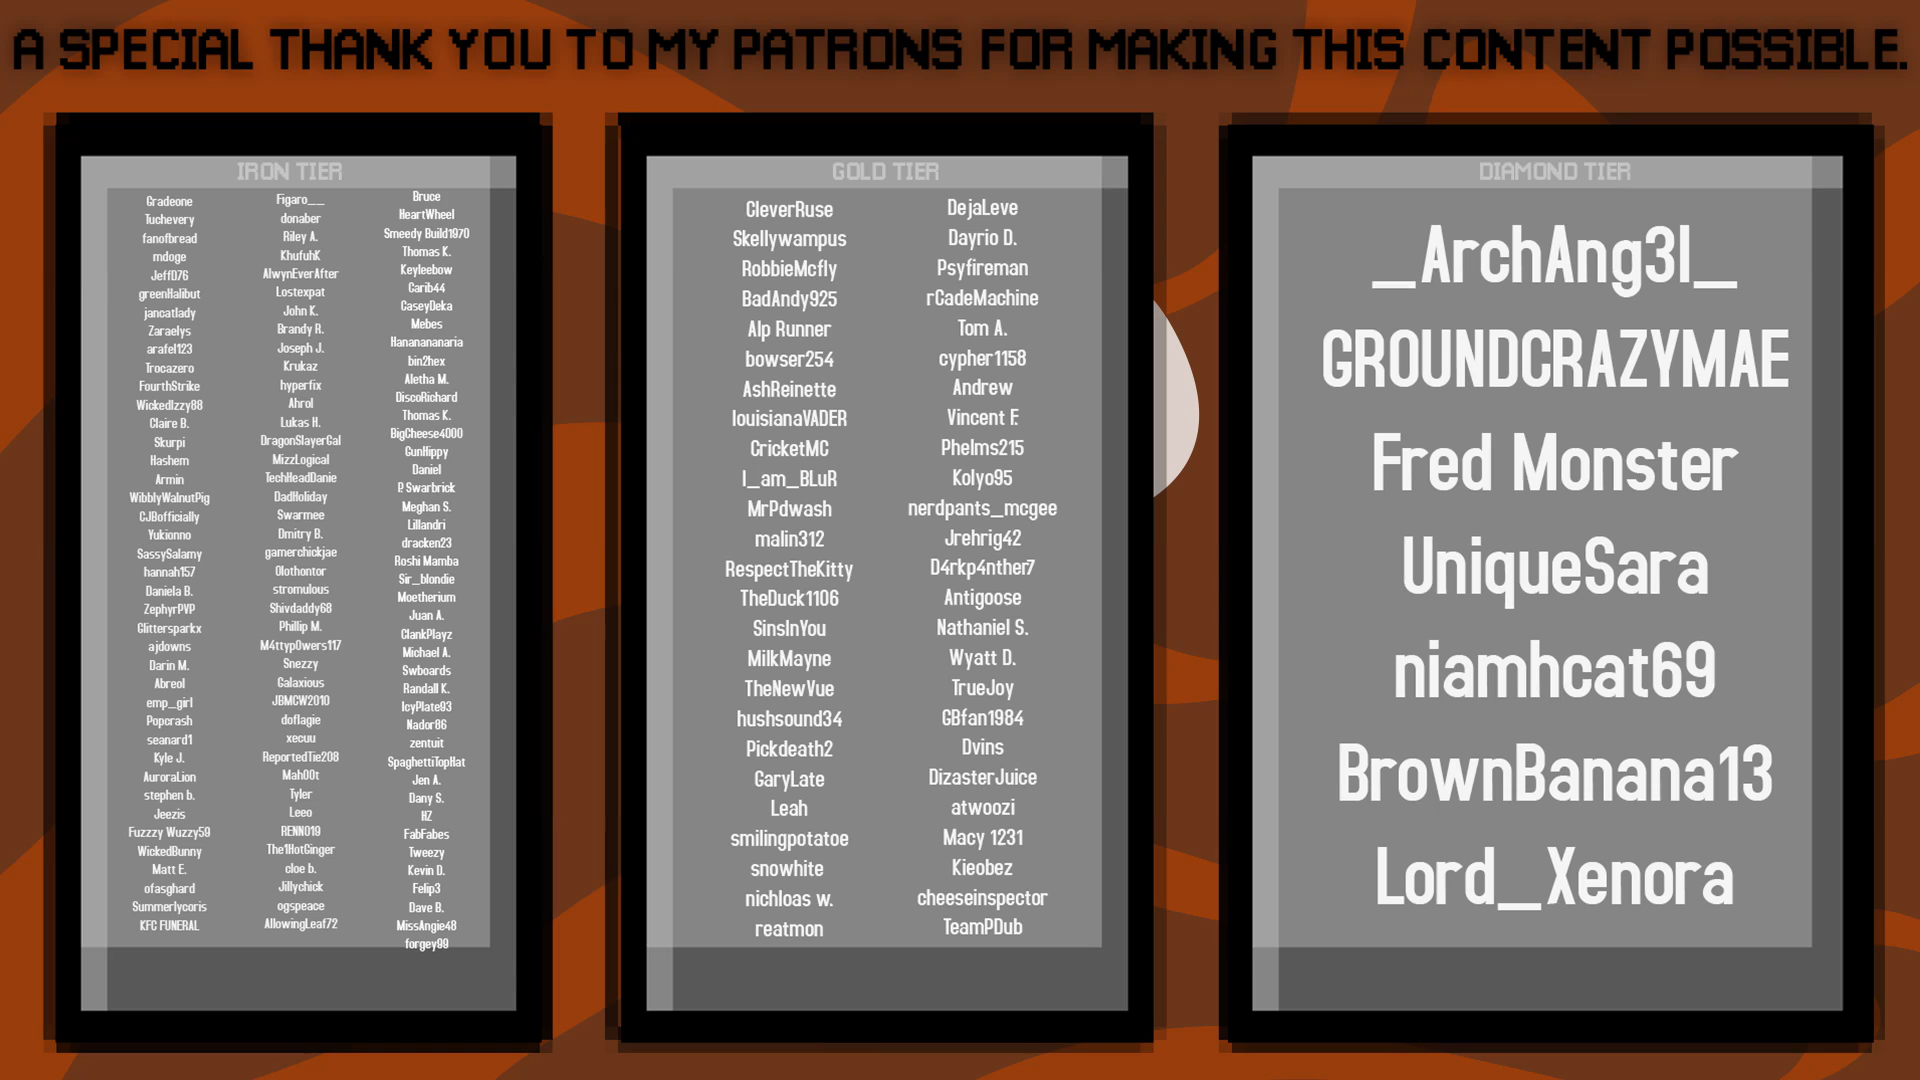 A SPECIAL THANK YOU TO MY PATRONS FOR MAKING THIS CONTENT POSSIBLE.
IRON TIER
Gradeone
Tuchevery
fanofbread
mdoge
JeffD76
greenHalibut
jancatlady
Zaraelys
arafel123
Trocazero
FourthStrike
WickedIzzy88
Claire B.
Skurpi
Hashem
Armin
WibblyWalnutPig
CJBofficially
Yukionno
SassySalamy
hannah157
Daniela B.
ZephyrPVP
Glittersparkx
ajdowns
Darin M.
Abreol
emp_girl
Popcrash
seanard1
Kyle J.
AuroraLion
stephen b.
Jeezis
Fuzzzy Wuzzy59
WickedBunny
Matt E.
ofasghard
Summerlycoris
KFC FUNERAL
Figaro__
donaber
Riley A.
KhufuhK
AlwynEverAfter
Lostexpat
John K.
Brandy R.
Joseph J.
Krukaz
hyperfix
Ahrol
Lukas H.
DragonSlayerGal
MizzLogical
TechHeadDanie
DadHoliday
Swarmee
Dmitry B.
gamerchickjae
Olothontor
stromulous
Shivdaddy68
Phillip M.
M4ttyp0wers117
Snezzy
Galaxious
JBMCW2010
doflagie
xecuu
ReportedTie208
Mah00t
Tyler
Leeo
RENN019
The1HotGinger
cloe b.
Jillychick
ogspeace
AllowingLeaf72
Bruce
HeartWheel
Smeedy Build1970
Thomas K.
Keyleebow
Carib44
CaseyDeka
Mebes
Hanananananaria
bin2hex
Aletha M.
DiscoRichard
Thomas K.
BigCheese4000
GunHippy
Daniel
P. Swarbrick
Meghan S.
Lillandri
dracken23
Roshi Mamba
Sir_blondie
Moetherium
Juan A.
ClankPlayz
Michael A.
Swboards
Randall K.
IcyPlate93
Nador86
zentuit
SpaghettiTopHat
Jen A.
Dany S.
HZ
FabFabes
Tweezy
Kevin D.
Felip3
Dave B.
MissAngie48
forgey99
GOLD TIER
CleverRuse
Skellywampus
RobbieMcfly
BadAndy925
Alp Runner
bowser254
AshReinette
louisianaVADER
CricketMC
I_am_BLuR
MrPdwash
malin312
RespectTheKitty
TheDuck1106
SinsInYou
MilkMayne
TheNewVue
hushsound34
Pickdeath2
GaryLate
Leah
smilingpotatoe
snowhite
nichloas w.
reatmon
DejaLeve
Dayrio D.
Psyfireman
rCadeMachine
Tom A.
cypher1158
Andrew
Vincent F.
Phelms215
Kolyo95
nerdpants_mcgee
Jrehrig42
D4rkp4nther7
Antigoose
Nathaniel S.
Wyatt D.
TrueJoy
GBfan1984
Dvins
DizasterJuice
atwoozi
Macy 1231
Kieobez
cheeseinspector
TeamPDub
DIAMOND TIER
_ArchAng3l_
GROUNDCRAZYMAE
Fred Monster
UniqueSara
niamhcat69
BrownBanana13
Lord_Xenora